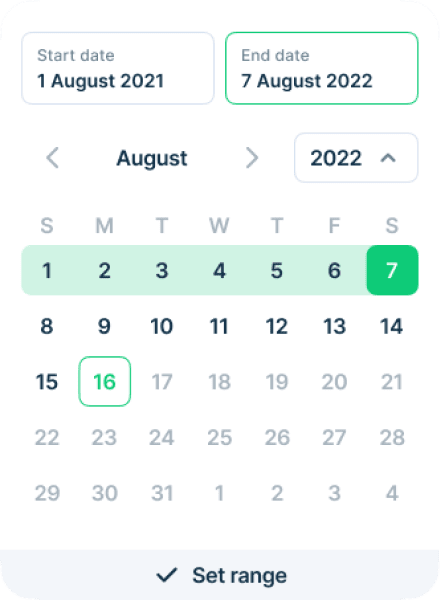 Start date End date
1 August 2021 7 August 2022
August 2022
S M T W T F S
1 2 3 4 5 6 7
8 9 10 11 12 13 14
15 16 17 18 19 20 21
22 23 24 25 26 27 28
29 30 31 1 2 3 4
Set range